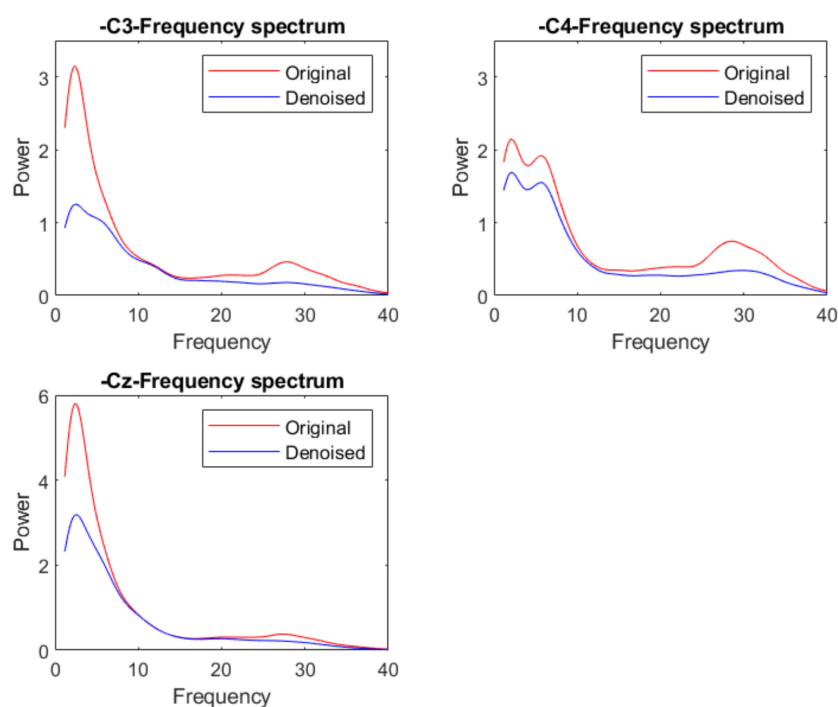 -C3-Frequency spectrum
Original
Denoised
3
2
1
0
Power
0 10 20 30 40
Frequency
-C4-Frequency spectrum
Original
Denoised
3
2
1
0
Power
0 10 20 30 40
Frequency
-Cz-Frequency spectrum
Original
Denoised
6
4
2
0
Power
0 10 20 30 40
Frequency